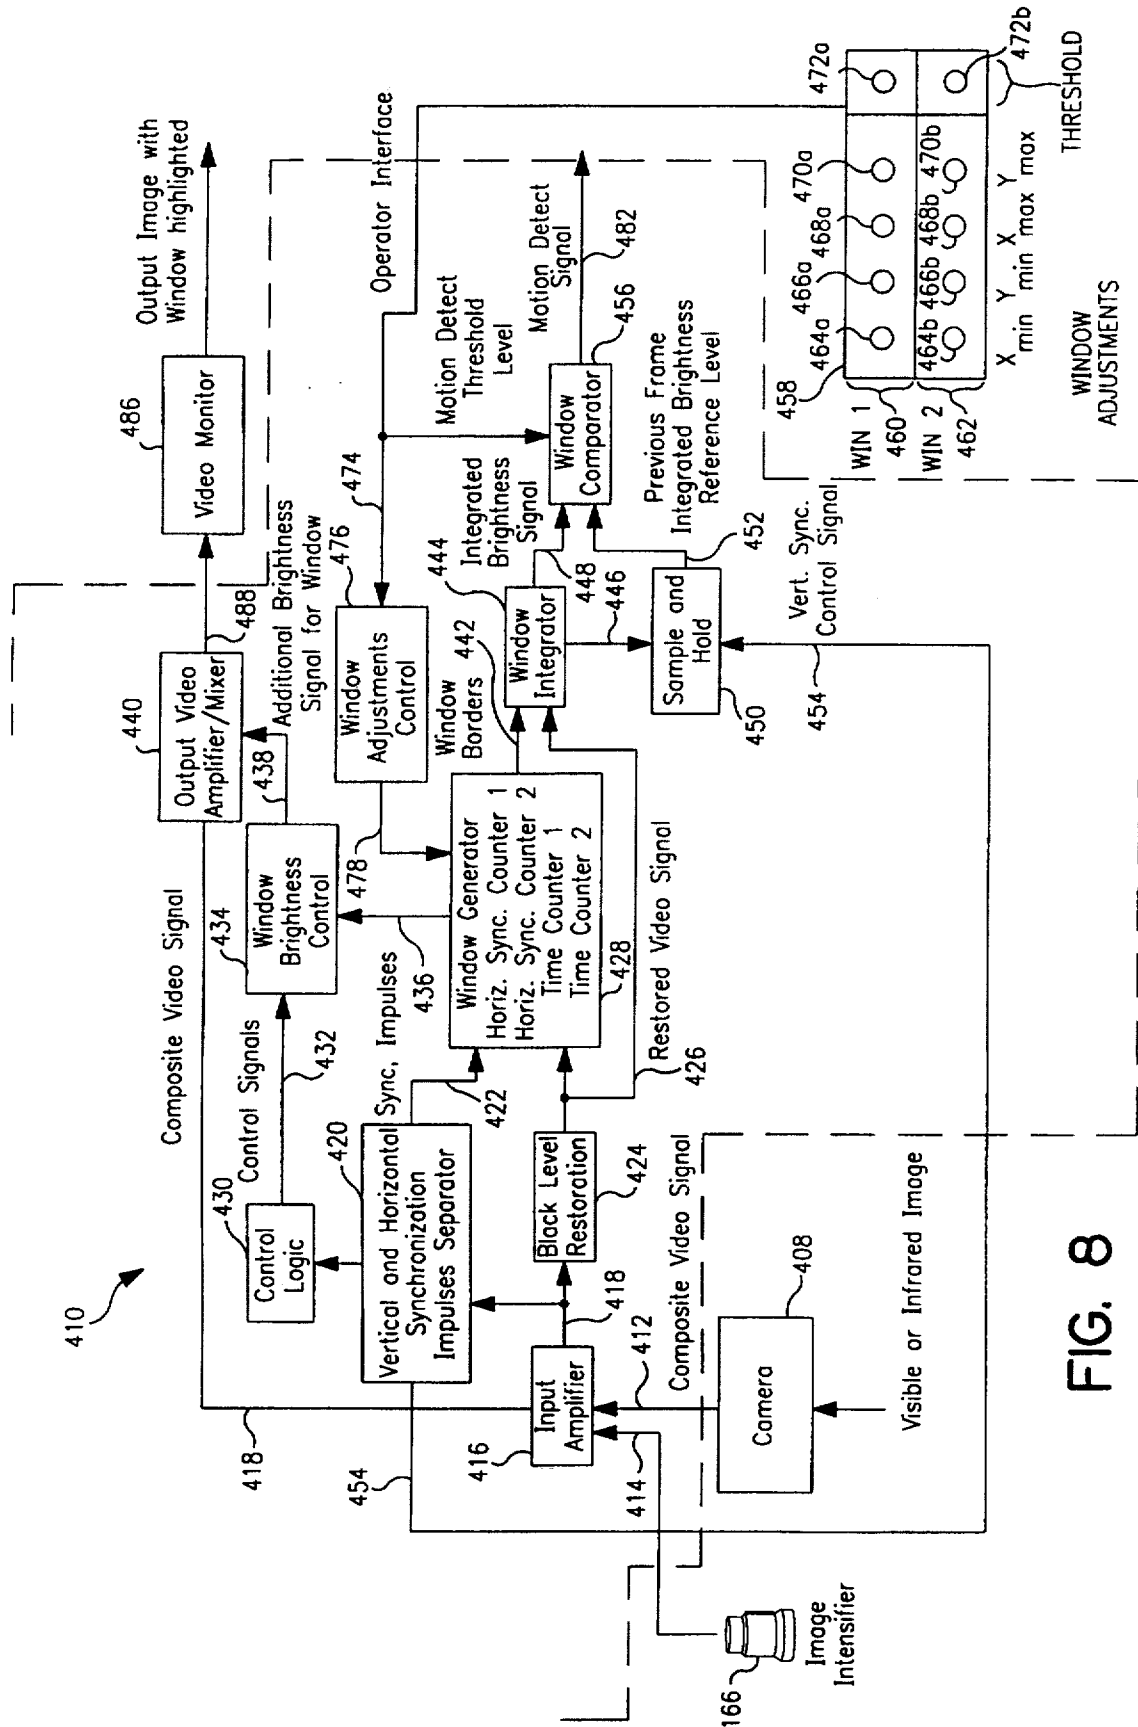 410
Composite Video Signal
418
440
Output Video
Amplifier/Mixer
488
486
Video Monitor
Output Image with
Window highlighted
430
Control
Logic
Control Signals
432
434
Window
Brightness
Control
438
Additional Brightness
Signal for Window
436
420
Vertical and Horizontal
Synchronization
Impulses Separator
Sync, Impulses
422
454
476
Window
Adjustments
Control
478
474
Operator Interface
Window Generator
Horiz. Sync. Counter 1
Horiz. Sync. Counter 2
Time Counter 1
Time Counter 2
428
Window
Borders
442
444
Window
Integrator
Integrated
Brightness
Signal
448
446
Motion Detect
Threshold
Level
Window
Comparator
456
Motion Detect
Signal
482
Previous Frame
Integrated Brightness
Reference Level
452
Sample and
Hold
450
Vert. Sync.
Control Signal
454
416
Input
Amplifier
418
Black Level
Restoration
424
Restored Video Signal
426
412
414
Composite Video Signal
Camera
408
Visible or Infrared Image
166
Image
Intensifier
458
464a
466a
468a
470a
472a
WIN 1
460
WIN 2
462
464b
466b
468b
470b
472b
X min
Y min
X max
Y max
THRESHOLD
WINDOW
ADJUSTMENTS
FIG. 8